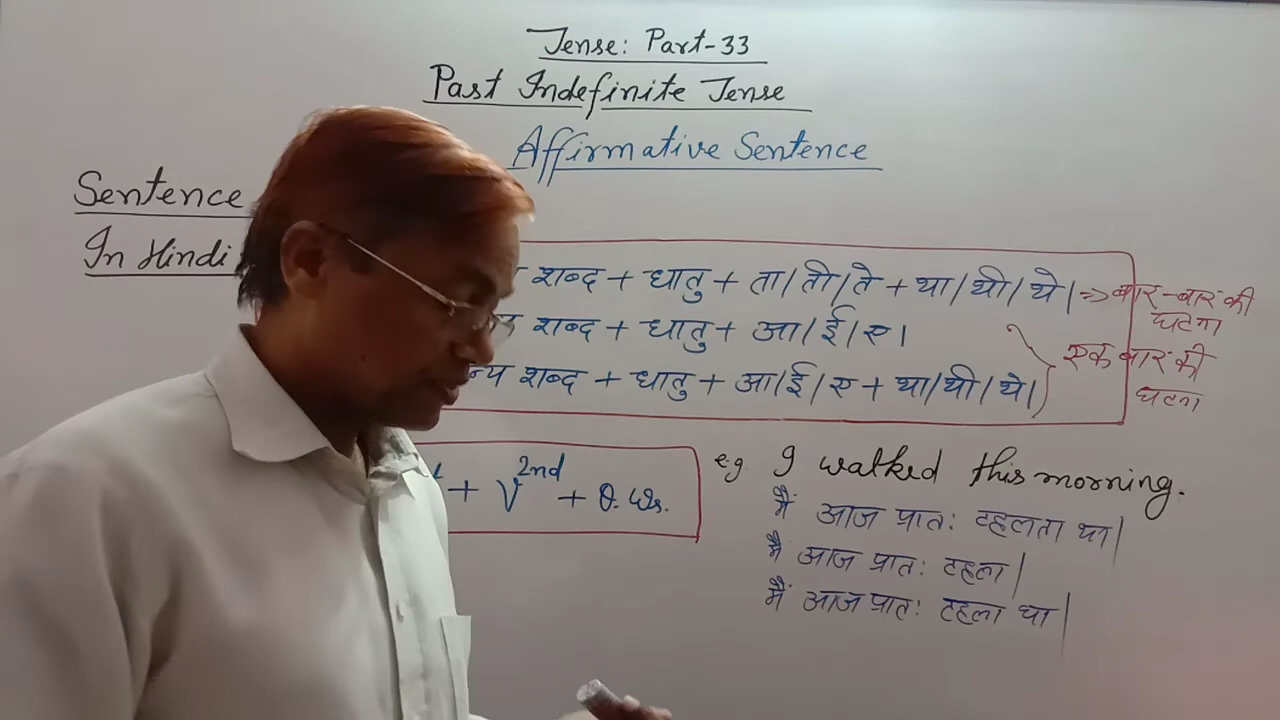 Tense: Part-33
Past Indefinite Tense
Affirmative Sentence
Sentence
In Hindi
शब्द + धातु + ता/ती/ते + था/थी/थे/ => बार-बार की घटना
शब्द + धातु + आ/ई/ए।
शब्द + धातु + आ/ई/ए + था/थी/थे/ एक बार की घटना
+ V 2nd + O. Ws.
e.g I walked this morning.
मैं आज प्रातः टहलता था|
मैं आज प्रातः टहला|
मैं आज प्रातः टहला था|